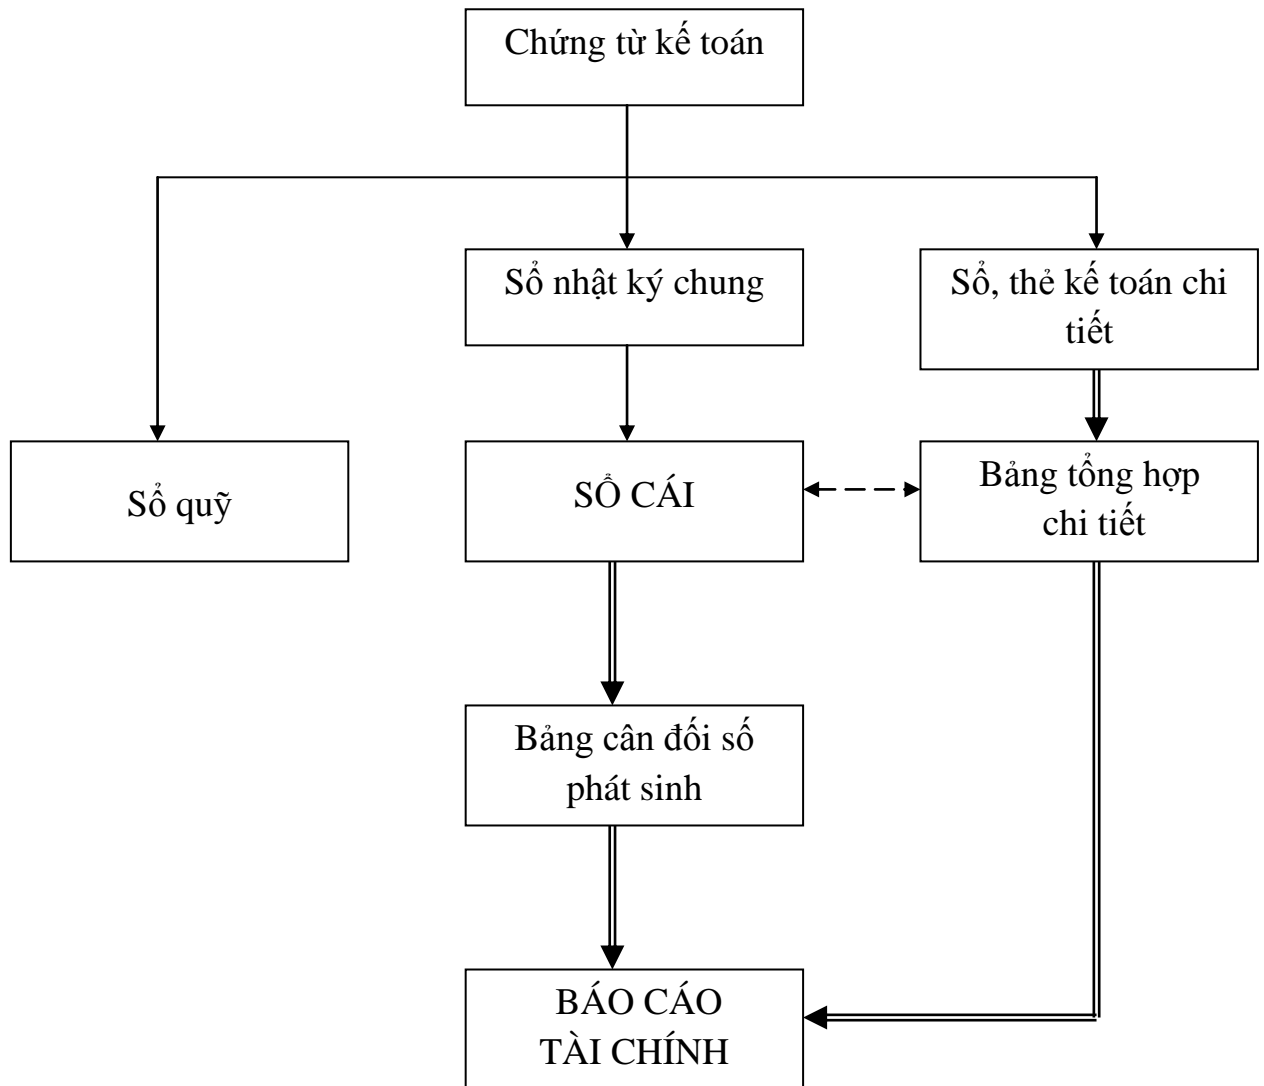 Chứng từ kế toán
Sổ nhật ký chung
Sổ, thẻ kế toán chi
tiết
Sổ quỹ
SỔ CÁI
Bảng tổng hợp
chi tiết
Bảng cân đối số
phát sinh
BÁO CÁO
TÀI CHÍNH